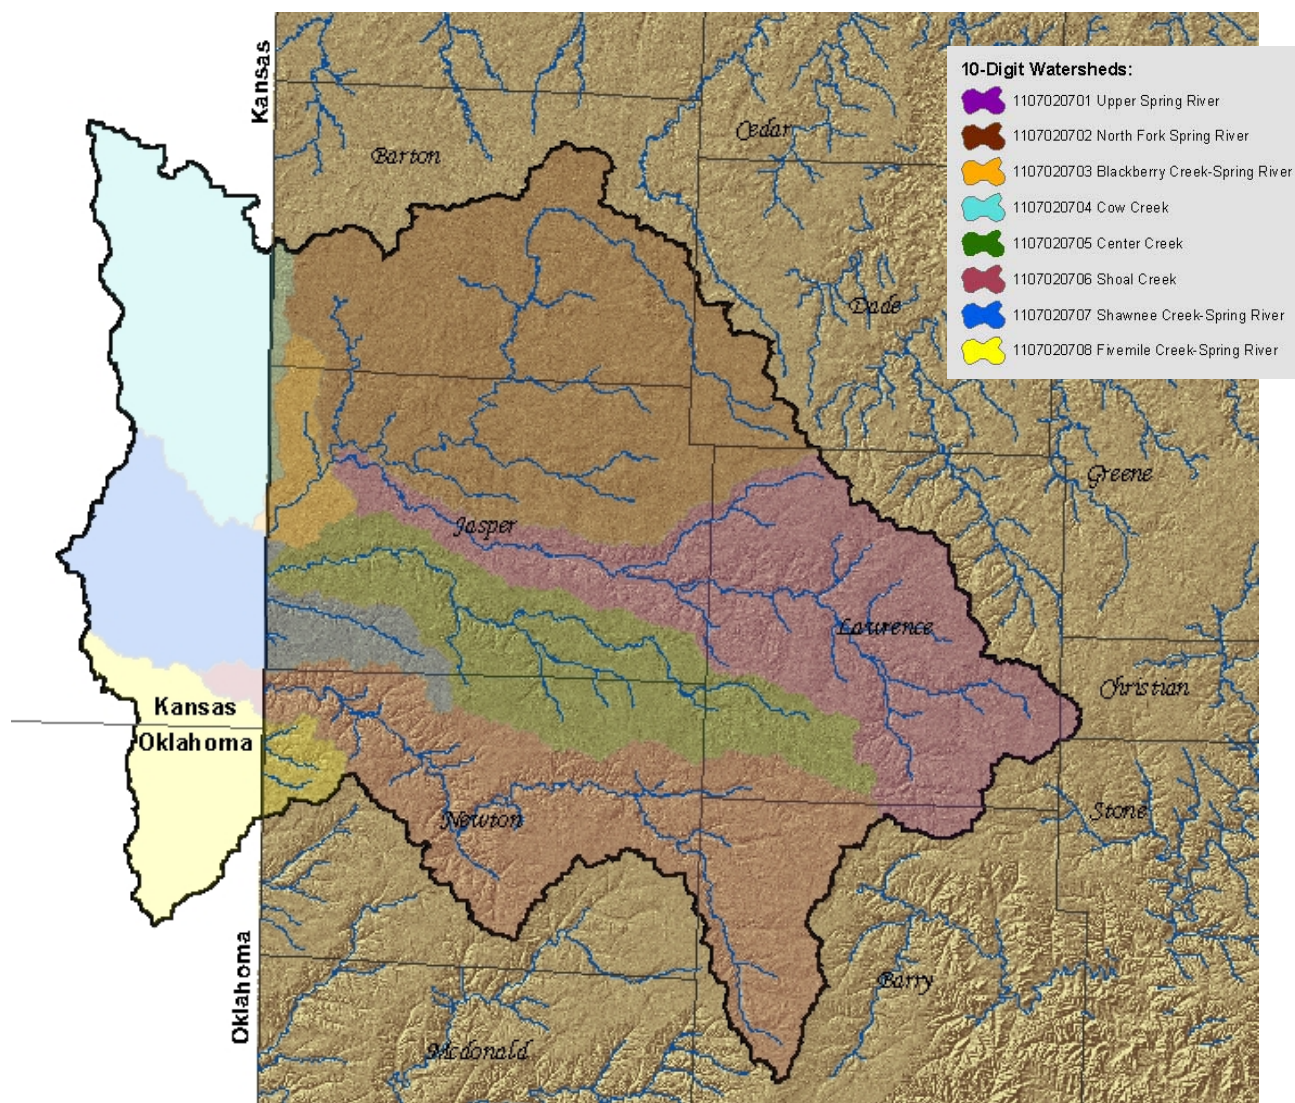 Kansas
10-Digit Watersheds:
1107020701 Upper Spring River
1107020702 North Fork Spring River
1107020703 Blackberry Creek-Spring River
1107020704 Cow Creek
1107020705 Center Creek
1107020706 Shoal Creek
1107020707 Shawnee Creek-Spring River
1107020708 Fivemile Creek-Spring River
Cedar
Barton
Dade
Greene
Jasper
Lawrence
Christian
Kansas
Oklahoma
Newton
Stone
Oklahoma
Barry
Mcdonald